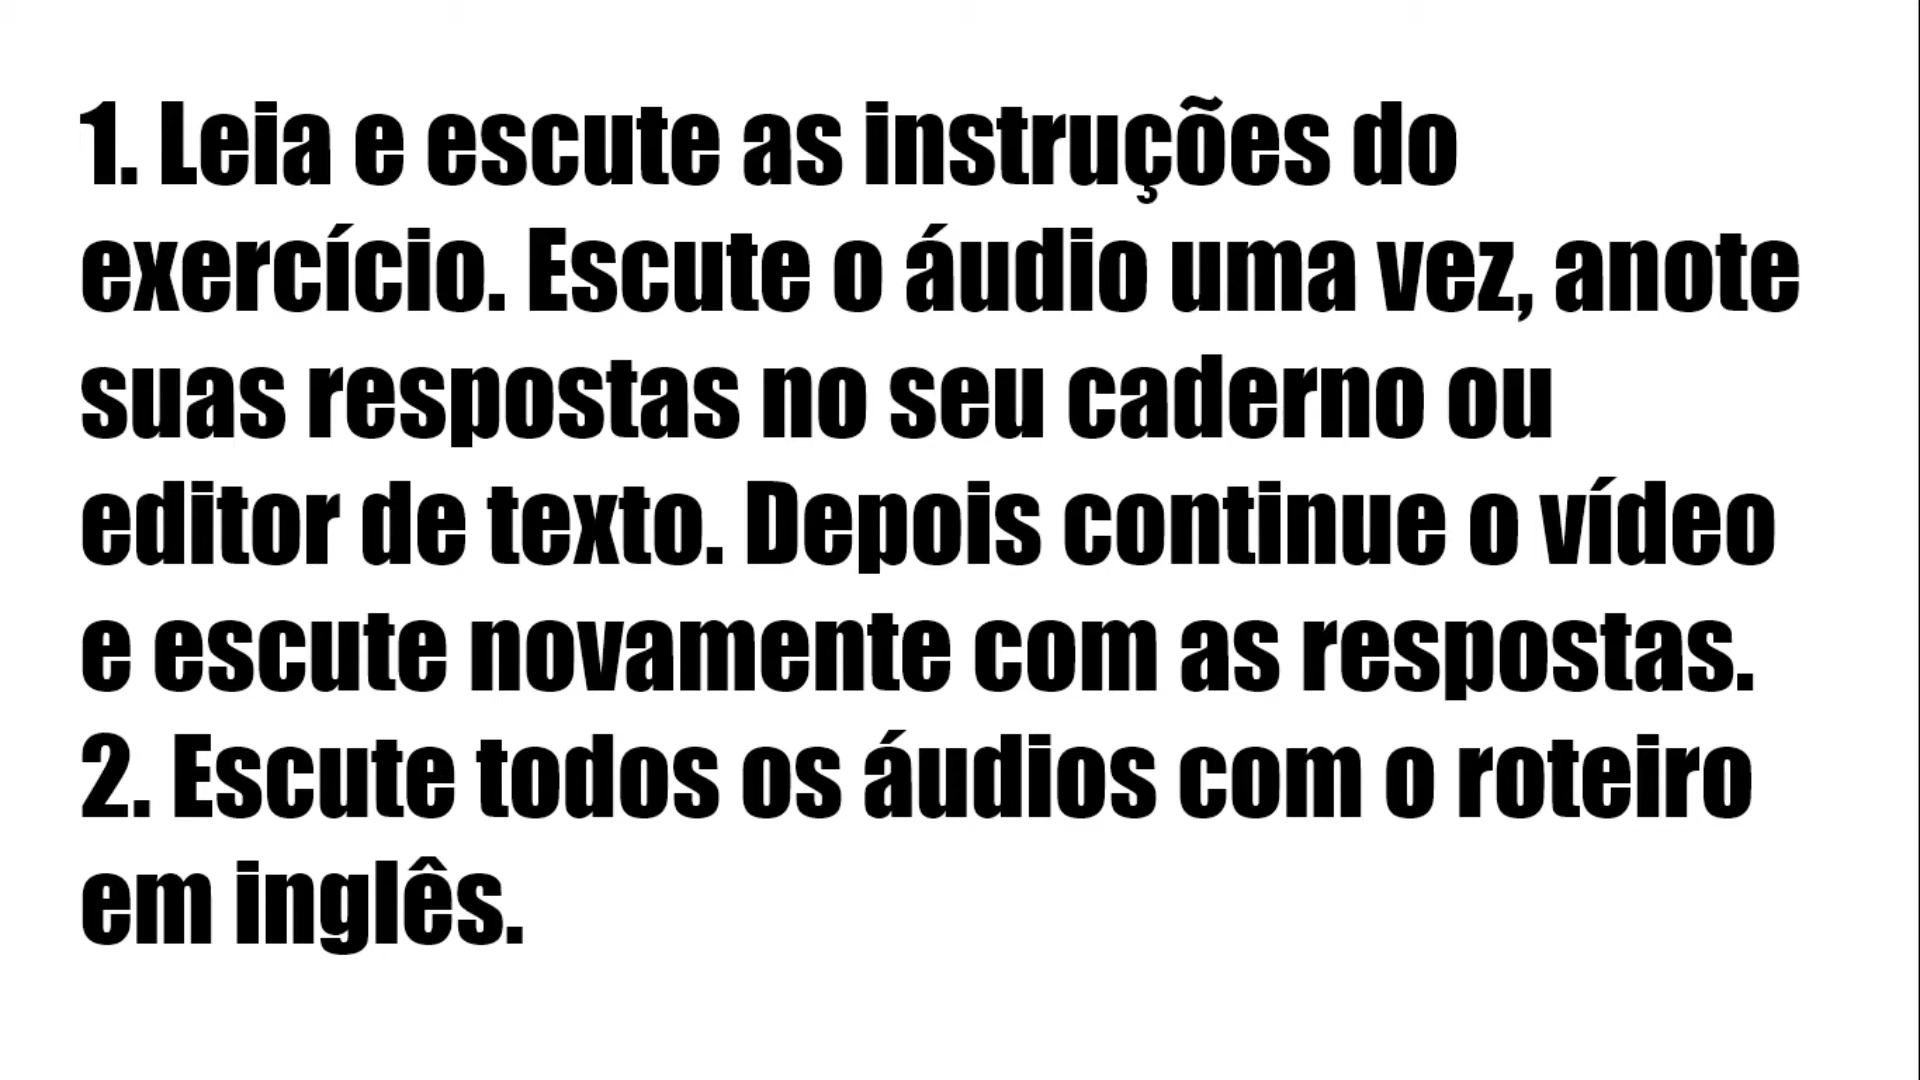 1. Leia e escute as instruções do
exercício. Escute o áudio uma vez, anote
suas respostas no seu caderno ou
editor de texto. Depois continue o vídeo
e escute novamente com as respostas.
2. Escute todos os áudios com o roteiro
em inglês.